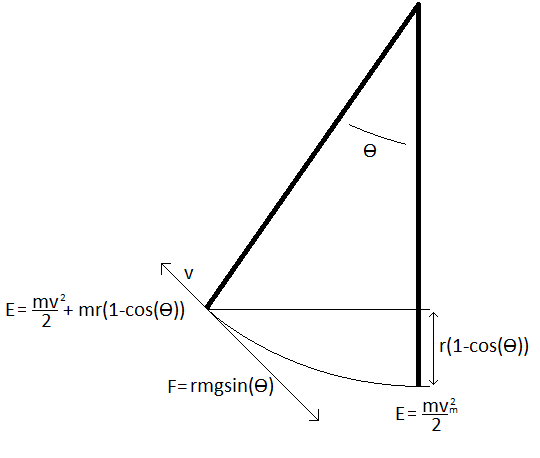 Ө
v
E = mv²/2 + mr(1-cos(Ө))
r(1-cos(Ө))
F= rmgsin(Ө)
E = mv²ₘ/2